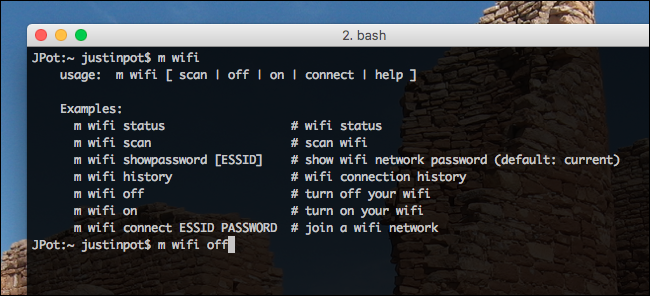 2. bash
JPot:~ justinpot$ m wifi
    usage:  m wifi [ scan | off | on | connect | help ]

    Examples:
      m wifi status                  # wifi status
      m wifi scan                    # scan wifi
      m wifi showpassword [ESSID]    # show wifi network password (default: current)
      m wifi history                 # wifi connection history
      m wifi off                     # turn off your wifi
      m wifi on                      # turn on your wifi
      m wifi connect ESSID PASSWORD  # join a wifi network
JPot:~ justinpot$ m wifi off